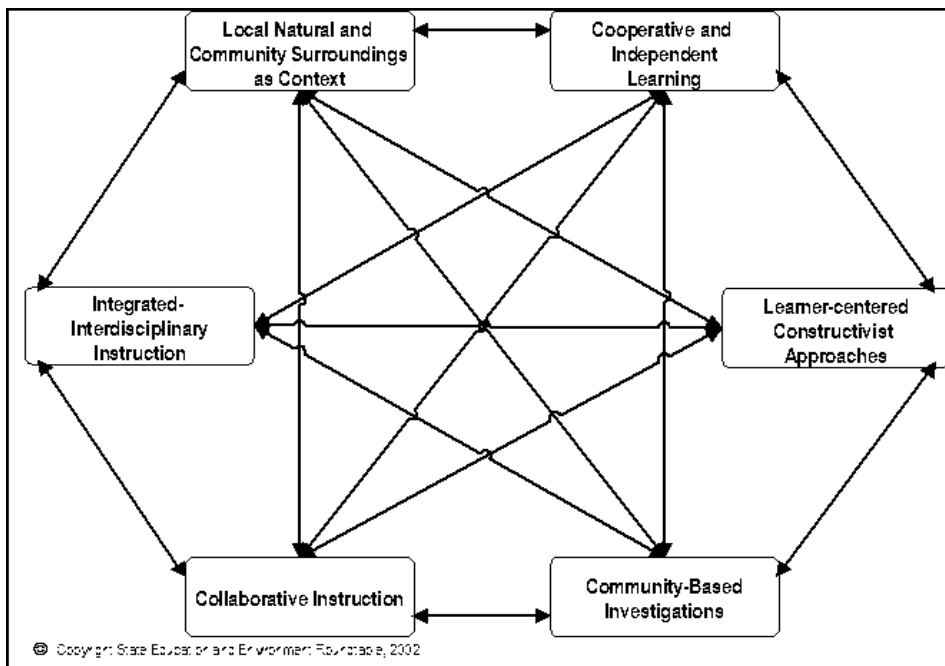 Local Natural and
Community Surroundings
as Context
Cooperative and
Independent
Learning
Integrated-
Interdisciplinary
Instruction
Learner-centered
Constructivist
Approaches
Collaborative Instruction
Community-Based
Investigations
© Copyright State Education and Environment Roundtable, 2002